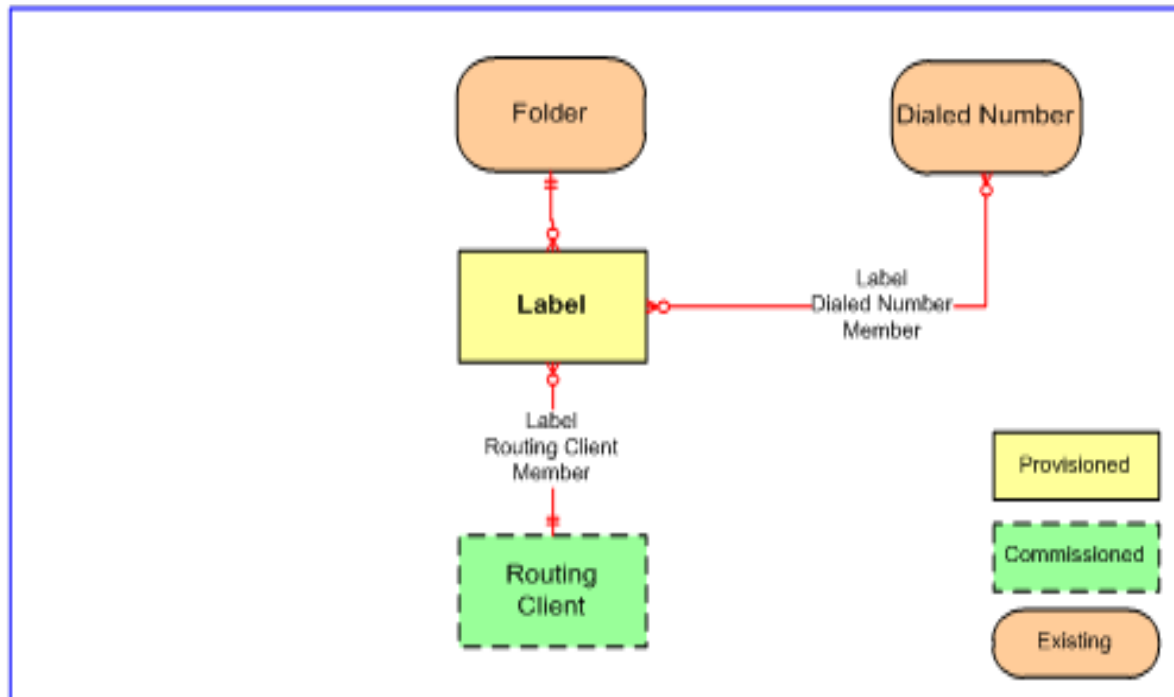 Folder
Dialed Number
Label
Label
Dialed Number
Member
Label
Routing Client
Member
Provisioned
Commissioned
Routing
Client
Existing